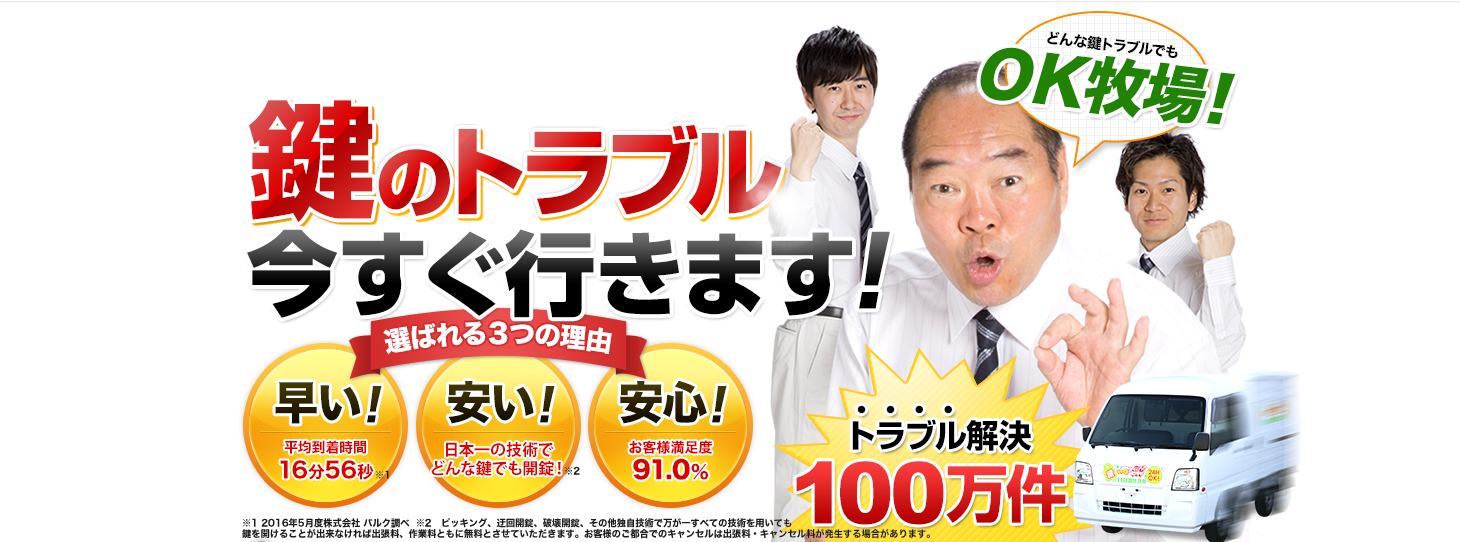 どんな鍵トラブルでも
OK牧場!
鍵のトラブル
今すぐ行きます!
選ばれる3つの理由
早い!
平均到着時間
16分56秒※1
安い!
日本一の技術で
どんな鍵でも開錠!※2
安心!
お客様満足度
91.0%
トラブル解決
100万件
24H
OK!
※1 2016年5月度株式会社 バルク調べ ※2 ピッキング、迂回開錠、破壊開錠、その他独自技術で万が一すべての技術を用いても
鍵を開けることが出来なければ出張料、作業料ともに無料とさせていただきます。お客様のご都合でのキャンセルは出張料・キャンセル料が発生する場合があります。